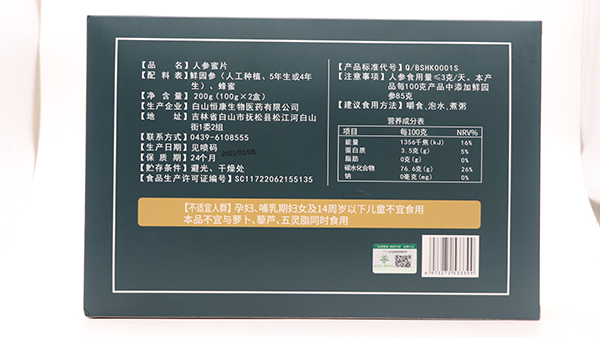 【品 名】人参蜜片
【配 料 表】鲜园参（人工种植、5年生或4年
生）、蜂蜜
【净 含 量】200g（100g×2盒）
【生产企业】白山恒康生物医药有限公司
【地 址】吉林省白山市抚松县松江河白山
街1委2组
【联系方式】0439-6108555
【生产日期】见喷码
2021/01/05
【保 质 期】24个月
【贮存条件】避光、干燥处
【食品生产许可证编号】SC11722062155135
【产品标准代号】Q/BSHK0001S
【注意事项】人参食用量≤3克/天。本产
品每100克产品中添加鲜园
参85克
【建议食用方法】嚼食、泡水、煮粥
营养成分表
项目 每100克 NRV%
能量 1356千焦(kJ) 16%
蛋白质 3.5克(g) 5%
脂肪 0克(g) 0%
碳水化合物 76.6克(g) 26%
钠 0毫克(mg) 0%
【不适宜人群】孕妇、哺乳期妇女及14周岁以下儿童不宜食用
本品不宜与萝卜、藜芦、五灵脂同时食用